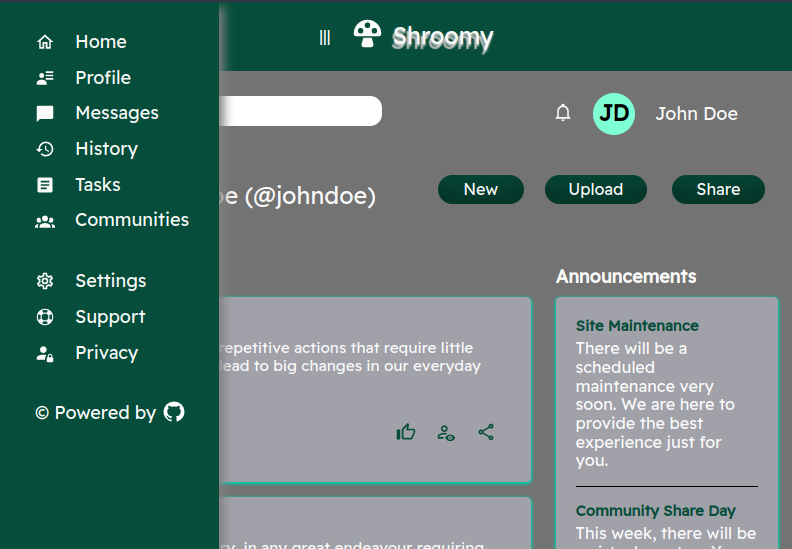 Home
Profile
Messages
History
Tasks
Communities
Settings
Support
Privacy
© Powered by
Shroomy
JD
John Doe
(@johndoe)
New
Upload
Share
repetitive actions that require little
lead to big changes in our everyday
in any great endeavour requiring
Announcements
Site Maintenance
There will be a
scheduled
maintenance very
soon. We are here to
provide the best
experience just for
you.
Community Share Day
This week, there will be